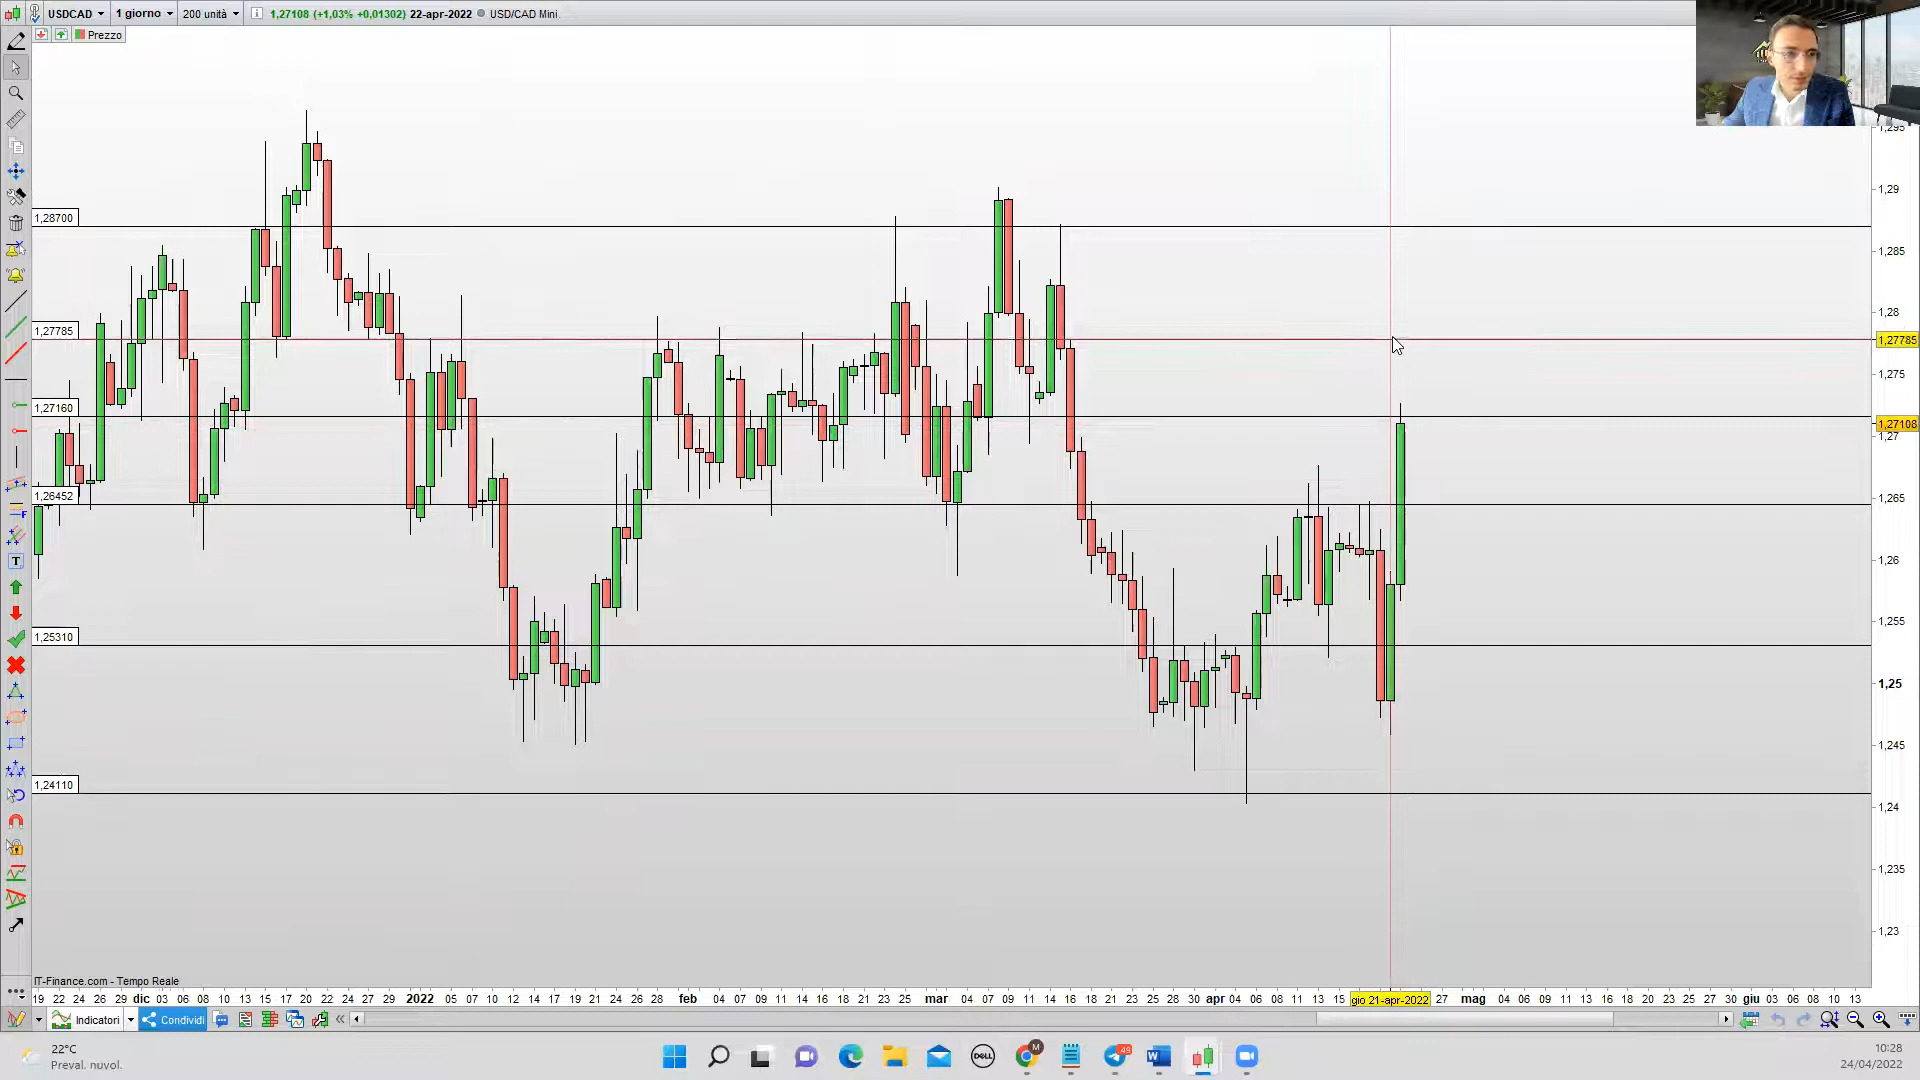 USDCAD 1 giorno 200 unità 1,27108 (+1,03% +0,01302) 22-apr-2022 USD/CAD Mini
Prezzo
1,295
1,29
1,28700
1,285
1,28
1,27785 1,27785
1,275
1,27160
1,27108
1,27
1,26452 1,265
1,26
1,255
1,25310
1,25
1,245
1,24110
1,24
1,235
1,23
IT-Finance.com - Tempo Reale
19 22 24 26 29 dic 03 06 08 10 13 15 17 20 22 24 27 29 2022 05 07 10 12 14 17 19 21 24 26 28 feb 04 07 09 11 14 16 18 21 23 25 mar 04 07 09 11 14 16 18 21 23 25 28 30 apr 04 06 08 11 13 15 gio 21-apr-2022 27 mag 04 06 09 11 13 16 18 20 23 25 27 30 giu 03 06 08 10 13
Indicatori Condividi
22°C
Preval. nuvol.
DELL
M
49
10:28
24/04/2022